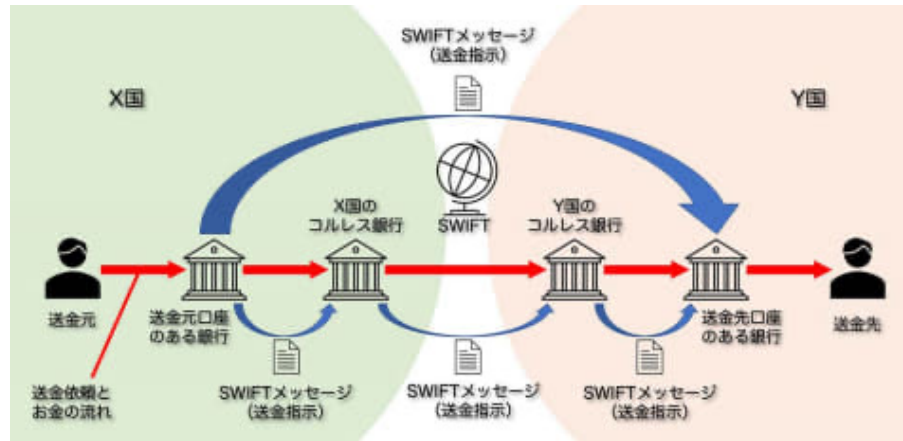 SWIFTメッセージ
（送金指示）
X国
Y国
X国の
コルレス銀行
SWIFT
Y国の
コルレス銀行
送金元
送金元口座
のある銀行
送金先口座
のある銀行
送金先
送金依頼と
お金の流れ
SWIFTメッセージ
（送金指示）
SWIFTメッセージ
（送金指示）
SWIFTメッセージ
（送金指示）